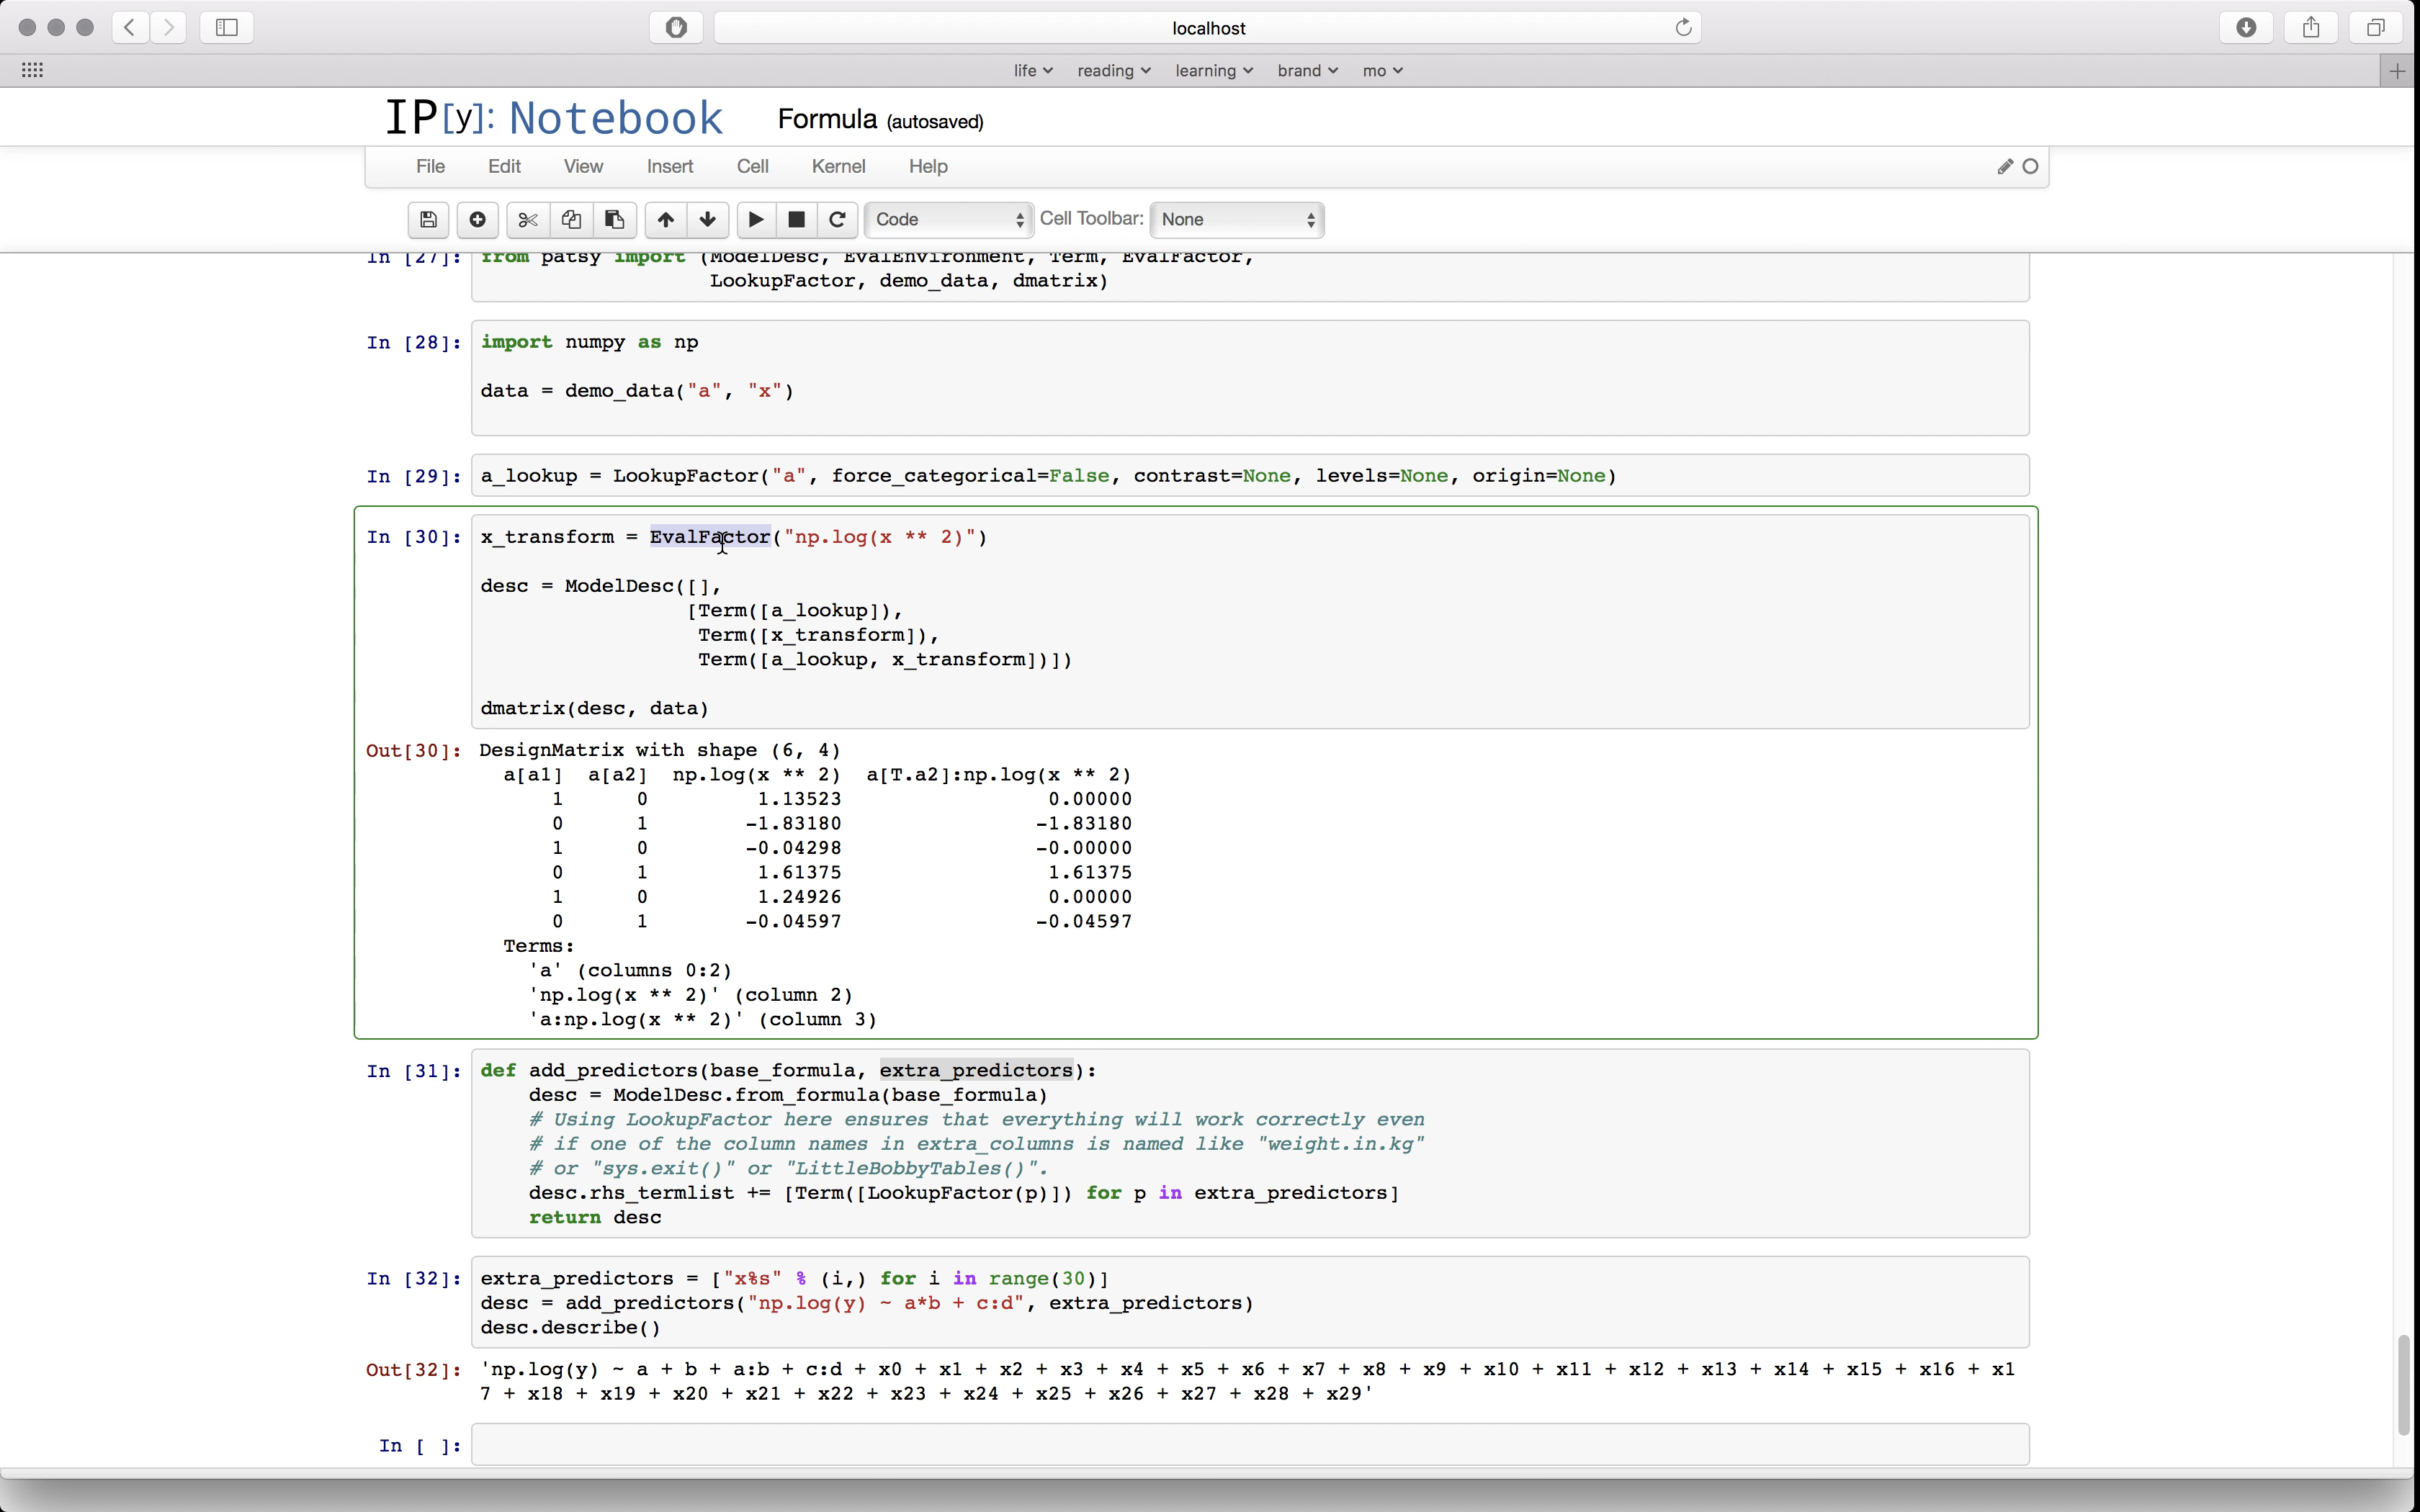 localhost
life reading learning brand mo
IP[y]: Notebook Formula (autosaved)
File Edit View Insert Cell Kernel Help
Code Cell Toolbar: None
In [27]: from patsy import (ModelDesc, EvalEnvironment, Term, EvalFactor,
LookupFactor, demo_data, dmatrix)
In [28]: import numpy as np
data = demo_data("a", "x")
In [29]: a_lookup = LookupFactor("a", force_categorical=False, contrast=None, levels=None, origin=None)
In [30]: x_transform = EvalFactor("np.log(x ** 2)")
desc = ModelDesc([],
[Term([a_lookup]),
Term([x_transform]),
Term([a_lookup, x_transform])])
dmatrix(desc, data)
Out[30]: DesignMatrix with shape (6, 4)
a[a1] a[a2] np.log(x ** 2) a[T.a2]:np.log(x ** 2)
1 0 1.13523 0.00000
0 1 -1.83180 -1.83180
1 0 -0.04298 -0.00000
0 1 1.61375 1.61375
1 0 1.24926 0.00000
0 1 -0.04597 -0.04597
Terms:
'a' (columns 0:2)
'np.log(x ** 2)' (column 2)
'a:np.log(x ** 2)' (column 3)
In [31]: def add_predictors(base_formula, extra_predictors):
desc = ModelDesc.from_formula(base_formula)
# Using LookupFactor here ensures that everything will work correctly even
# if one of the column names in extra_columns is named like "weight.in.kg"
# or "sys.exit()" or "LittleBobbyTables()".
desc.rhs_termlist += [Term([LookupFactor(p)]) for p in extra_predictors]
return desc
In [32]: extra_predictors = ["x%s" % (i,) for i in range(30)]
desc = add_predictors("np.log(y) ~ a*b + c:d", extra_predictors)
desc.describe()
Out[32]: 'np.log(y) ~ a + b + a:b + c:d + x0 + x1 + x2 + x3 + x4 + x5 + x6 + x7 + x8 + x9 + x10 + x11 + x12 + x13 + x14 + x15 + x16 + x1
7 + x18 + x19 + x20 + x21 + x22 + x23 + x24 + x25 + x26 + x27 + x28 + x29'
In [ ]: